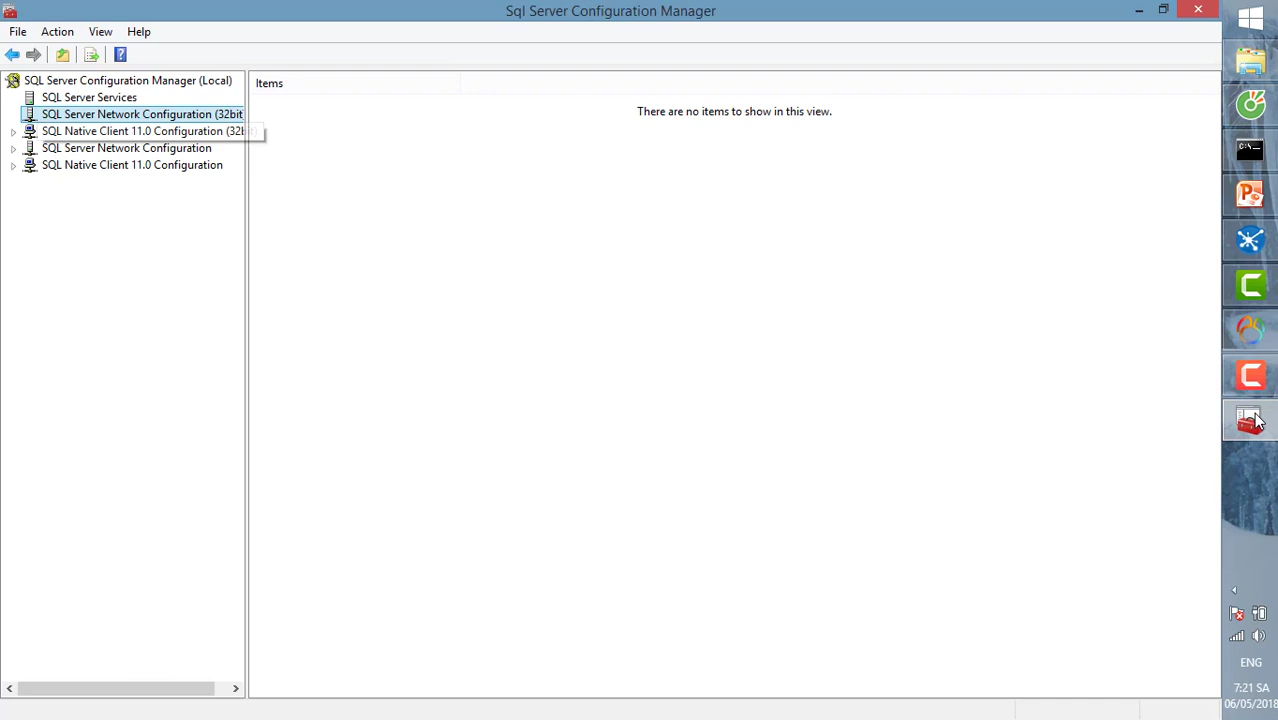 Sql Server Configuration Manager
File Action View Help
SQL Server Configuration Manager (Local)
SQL Server Services
SQL Server Network Configuration (32bit
SQL Native Client 11.0 Configuration (32bit)
SQL Server Network Configuration
SQL Native Client 11.0 Configuration
Items
There are no items to show in this view.
C:\_
ENG
7:21 SA
06/05/2018